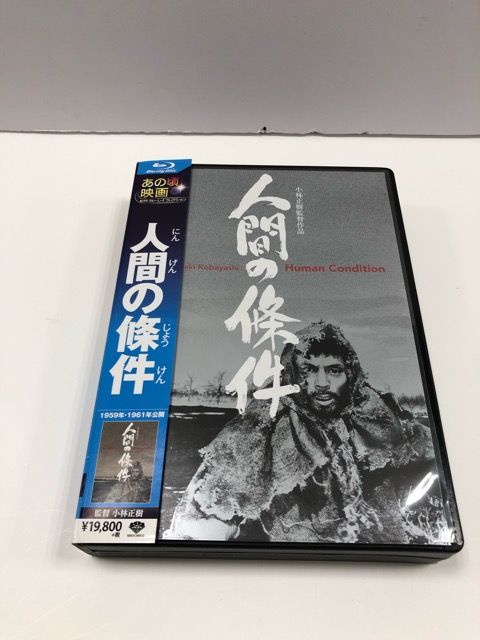 Blu-ray Disc
あの頃
映画
人間の條件
にんげん
じょうけん
1959年・1961年公開
人間の條件
監督 小林正樹
¥19,800
+税
小林正樹監督作品
人間の條件
aki Kobayashi
Human Condition